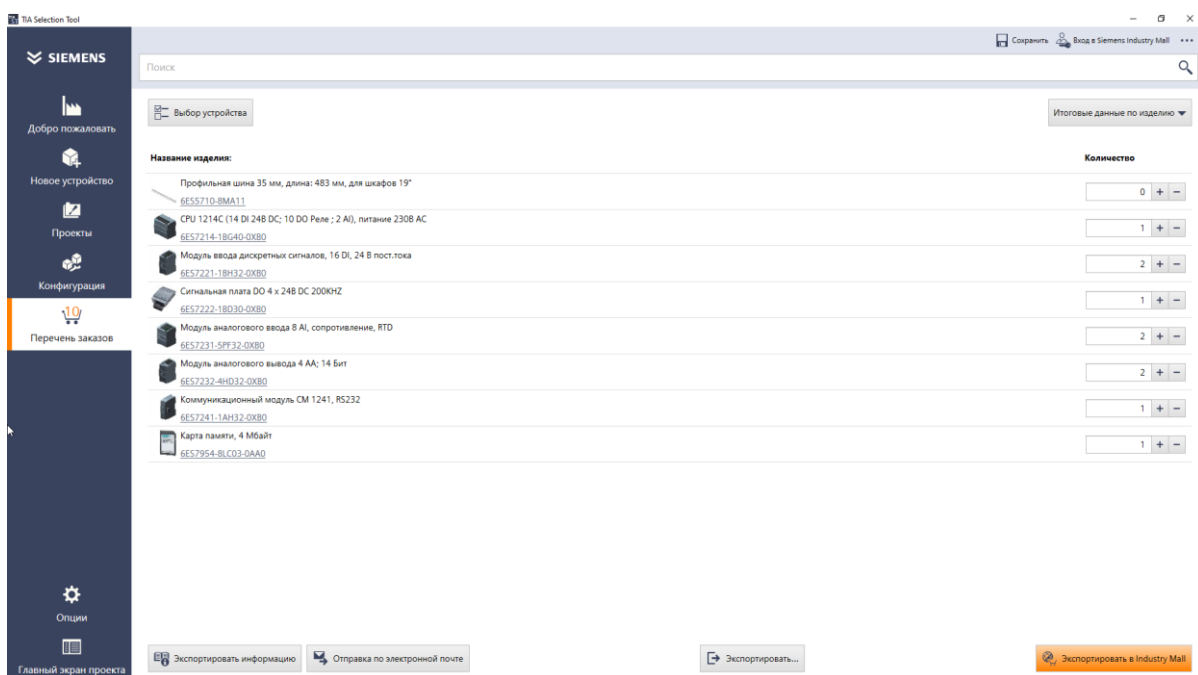 TIA Selection Tool
Сохранить Вход в Siemens Industry Mall
SIEMENS
Поиск
Добро пожаловать
Новое устройство
Проекты
Конфигурация
10
Перечень заказов
Опции
Главный экран проекта
Выбор устройства
Итоговые данные по изделию
Название изделия: Количество
Профильная шина 35 мм, длина: 483 мм, для шкафов 19"
6ES5710-8MA11
0 + −
CPU 1214C (14 DI 24В DC; 10 DO Реле ; 2 AI), питание 230В AC
6ES7214-1BG40-0XB0
1 + −
Модуль ввода дискретных сигналов, 16 DI, 24 В пост.тока
6ES7221-1BH32-0XB0
2 + −
Сигнальная плата DO 4 x 24В DC 200KHZ
6ES7222-1BD30-0XB0
1 + −
Модуль аналогового ввода 8 AI, сопротивление, RTD
6ES7231-5PF32-0XB0
2 + −
Модуль аналогового вывода 4 АА; 14 Бит
6ES7232-4HD32-0XB0
2 + −
Коммуникационный модуль CM 1241, RS232
6ES7241-1AH32-0XB0
1 + −
Карта памяти, 4 Мбайт
6ES7954-8LC03-0AA0
1 + −
Экспортировать информацию
Отправка по электронной почте
Экспортировать...
Экспортировать в Industry Mall